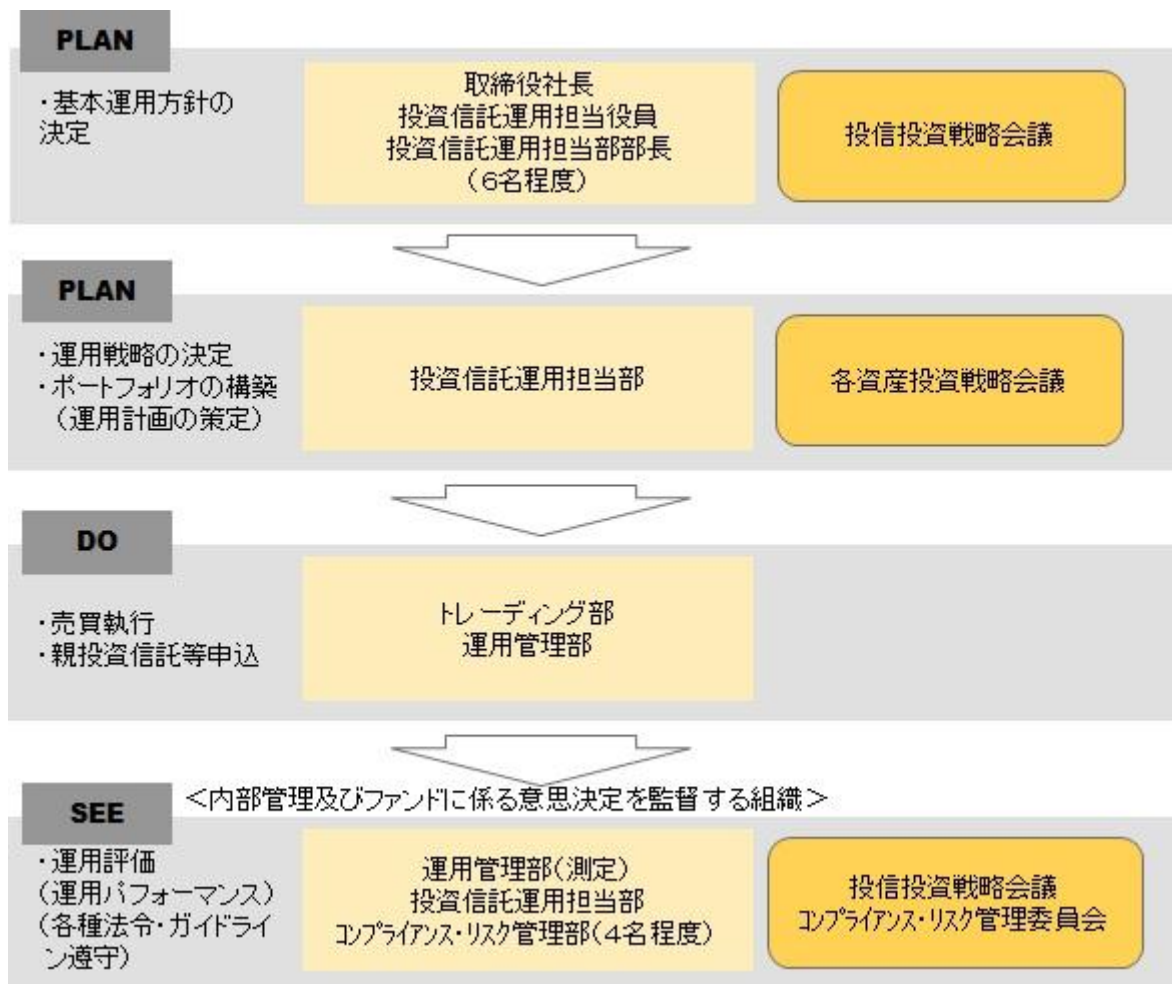 PLAN
・基本運用方針の
決定
取締役社長
投資信託運用担当役員
投資信託運用担当部部長
(6名程度)
投信投資戦略会議
PLAN
・運用戦略の決定
・ポートフォリオの構築
(運用計画の策定)
投資信託運用担当部
各資産投資戦略会議
DO
・売買執行
・親投資信託等申込
トレーディング部
運用管理部
<内部管理及びファンドに係る意思決定を監督する組織>
SEE
・運用評価
(運用パフォーマンス)
(各種法令・ガイドライ
ン遵守)
運用管理部(測定)
投資信託運用担当部
コンプライアンス・リスク管理部(4名程度)
投信投資戦略会議
コンプライアンス・リスク管理委員会